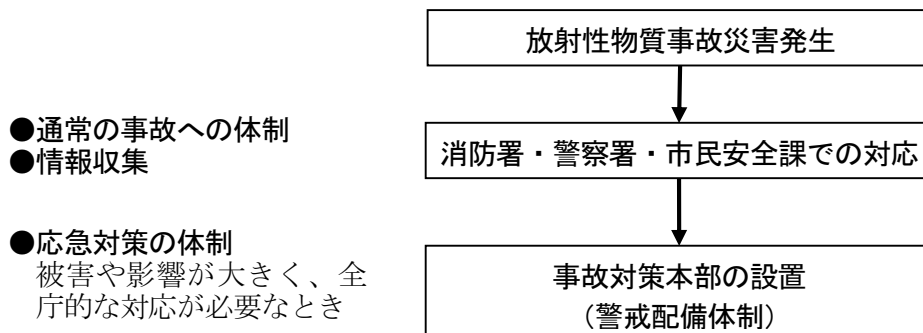 放射性物質事故災害発生
●通常の事故への体制
●情報収集
消防署・警察署・市民安全課での対応
●応急対策の体制
被害や影響が大きく、全
庁的な対応が必要なとき
事故対策本部の設置
（警戒配備体制）